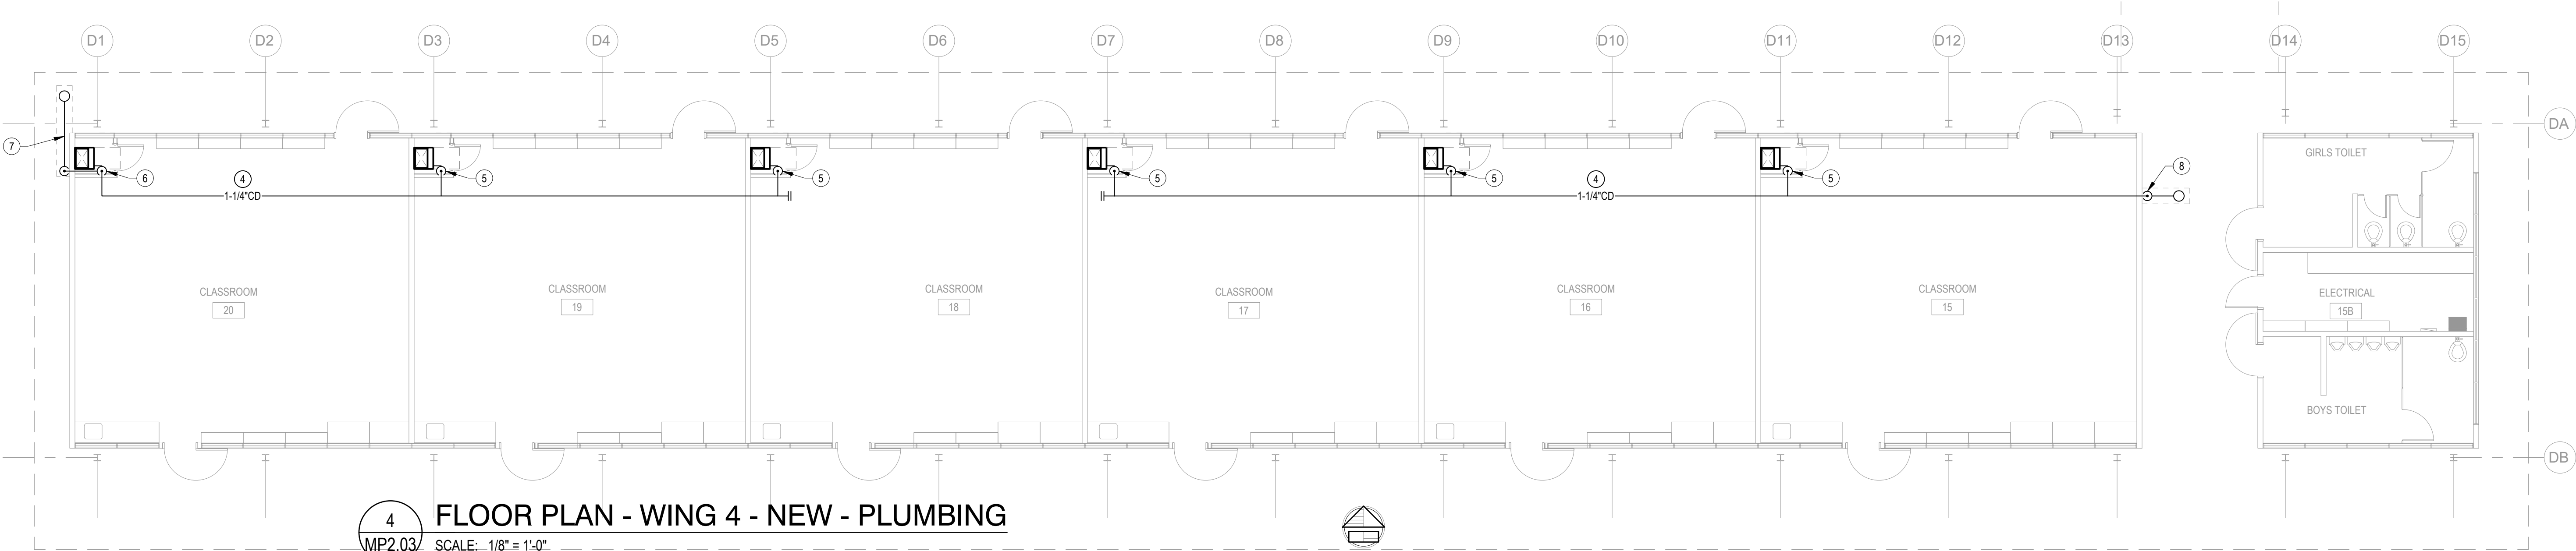 D1 D2 D3 D4 D5 D6 D7 D8 D9 D10 D11 D12 D13 D14 D15
DA
7
GIRLS TOILET
8
6 4 5 5 5 5 4 5
1-1/4"CD 1-1/4"CD
CLASSROOM CLASSROOM CLASSROOM CLASSROOM CLASSROOM CLASSROOM ELECTRICAL
20 19 18 17 16 15 15B
BOYS TOILET
DB
4
MP2.03
FLOOR PLAN - WING 4 - NEW - PLUMBING
SCALE: 1/8" = 1'-0"